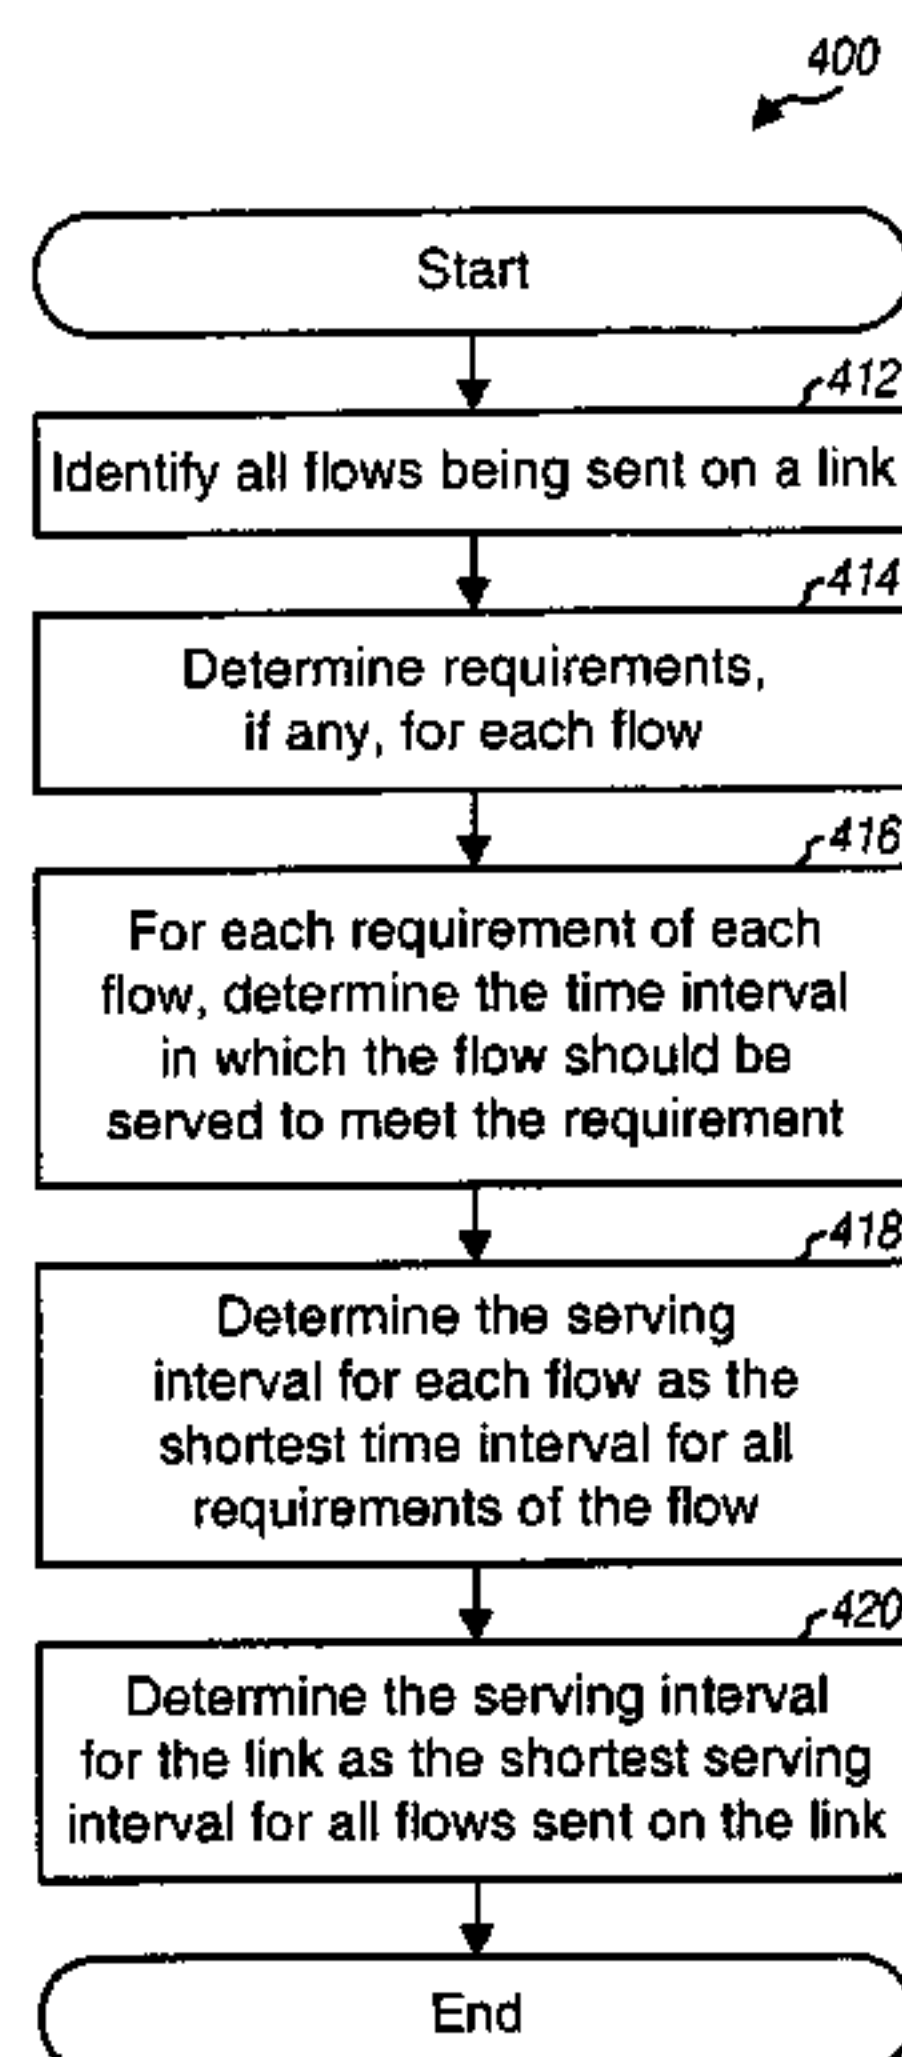 400
Start
412
Identify all flows being sent on a link
414
Determine requirements,
if any, for each flow
416
For each requirement of each
flow, determine the time interval
in which the flow should be
served to meet the requirement
418
Determine the serving
interval for each flow as the
shortest time interval for all
requirements of the flow
420
Determine the serving interval
for the link as the shortest serving
interval for all flows sent on the link
End